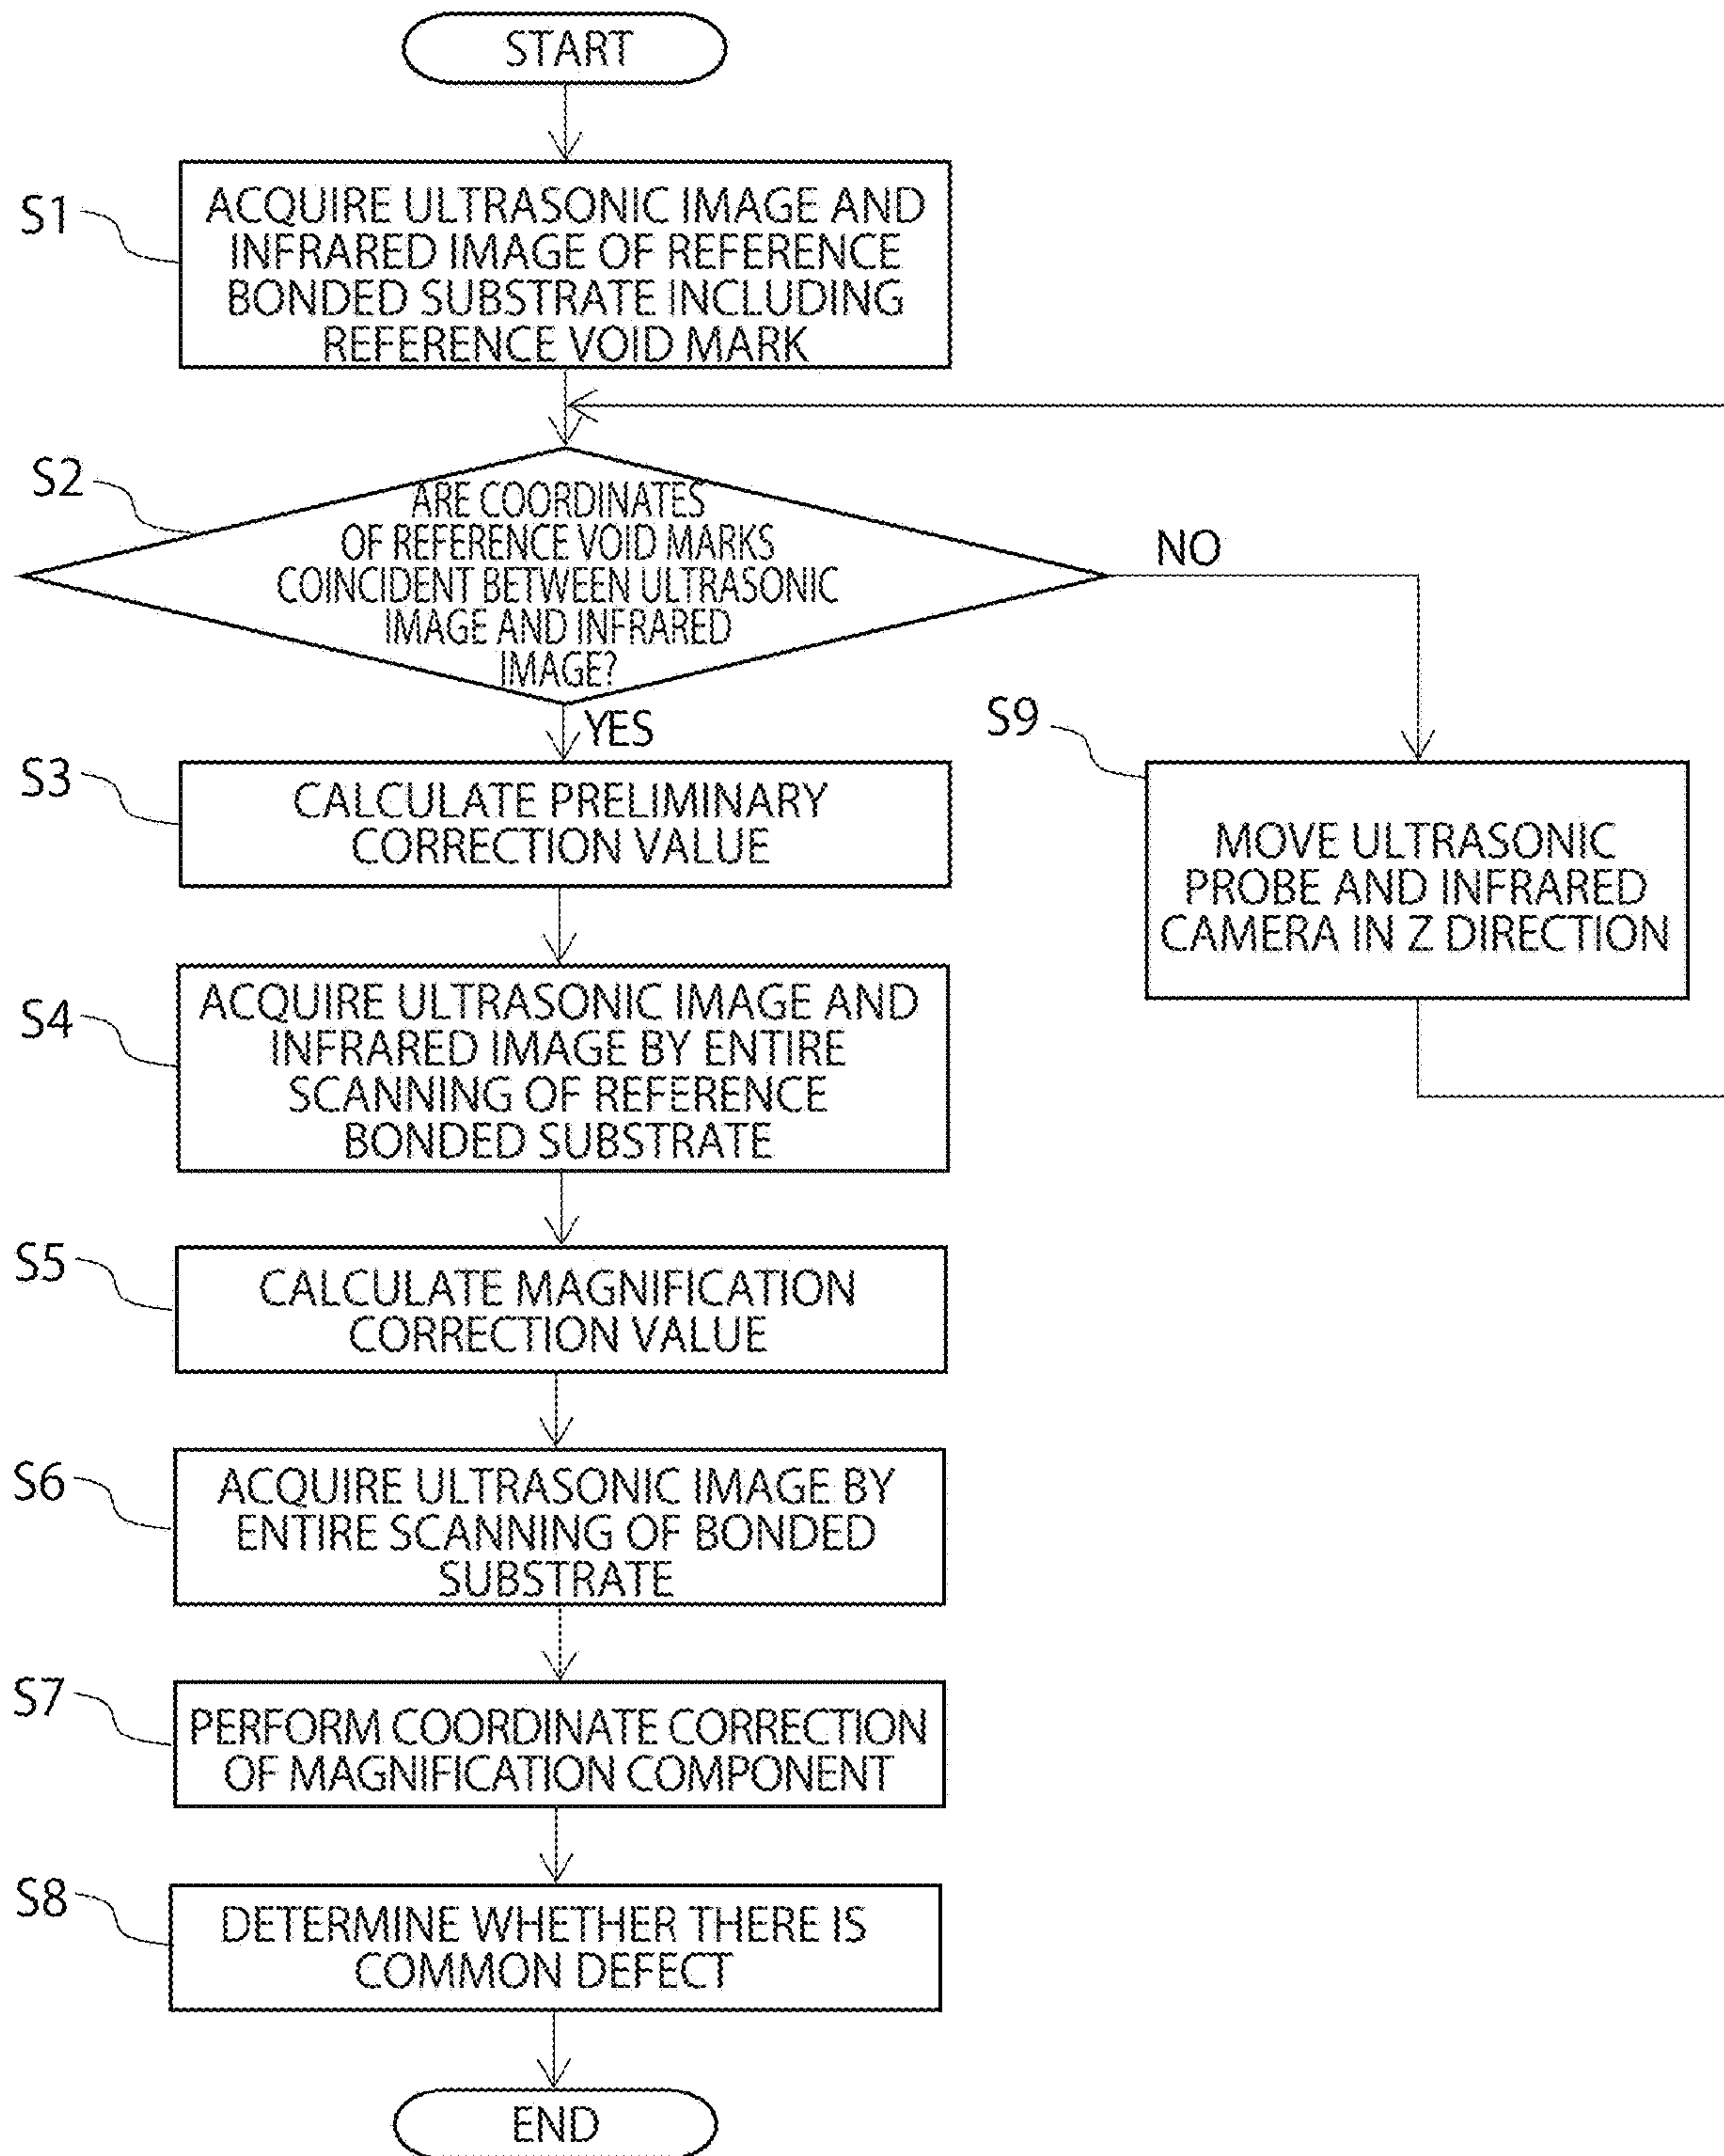 START
S1
ACQUIRE ULTRASONIC IMAGE AND
INFRARED IMAGE OF REFERENCE
BONDED SUBSTRATE INCLUDING
REFERENCE VOID MARK
S2
ARE COORDINATES
OF REFERENCE VOID MARKS
COINCIDENT BETWEEN ULTRASONIC
IMAGE AND INFRARED
IMAGE?
NO
YES
S3
CALCULATE PRELIMINARY
CORRECTION VALUE
S9
MOVE ULTRASONIC
PROBE AND INFRARED
CAMERA IN Z DIRECTION
S4
ACQUIRE ULTRASONIC IMAGE AND
INFRARED IMAGE BY ENTIRE
SCANNING OF REFERENCE
BONDED SUBSTRATE
S5
CALCULATE MAGNIFICATION
CORRECTION VALUE
S6
ACQUIRE ULTRASONIC IMAGE BY
ENTIRE SCANNING OF BONDED
SUBSTRATE
S7
PERFORM COORDINATE CORRECTION
OF MAGNIFICATION COMPONENT
S8
DETERMINE WHETHER THERE IS
COMMON DEFECT
END